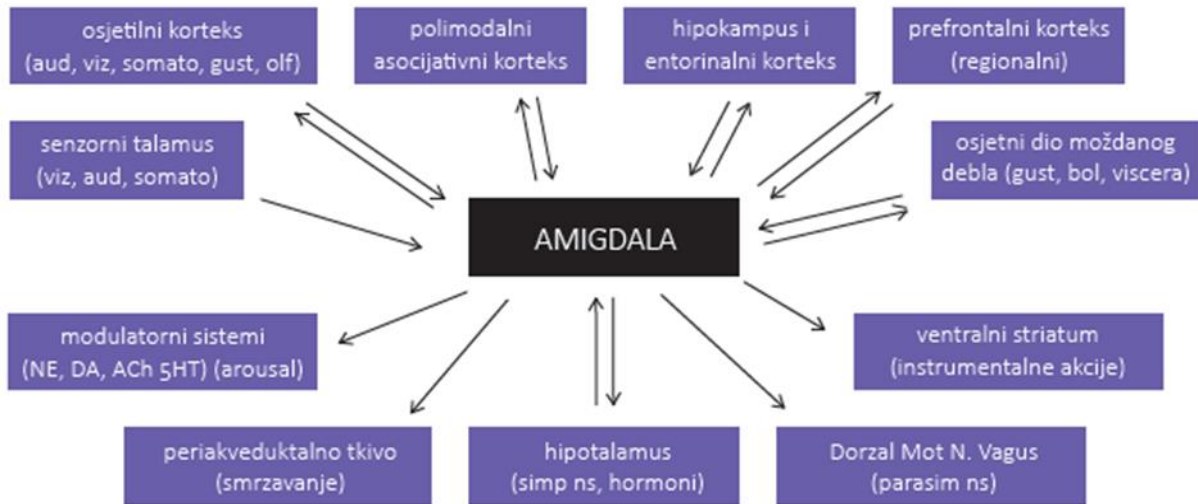 osjetilni korteks
(aud, viz, somato, gust, olf)
polimodalni
asocijativni korteks
hipokampus i
entorinalni korteks
prefrontalni korteks
(regionalni)
senzorni talamus
(viz, aud, somato)
osjetni dio moždanog
debla (gust, bol, viscera)
AMIGDALA
modulatorni sistemi
(NE, DA, ACh 5HT) (arousal)
ventralni striatum
(instrumentalne akcije)
periakveduktalno tkivo
(smrzavanje)
hipotalamus
(simp ns, hormoni)
Dorzal Mot N. Vagus
(parasim ns)